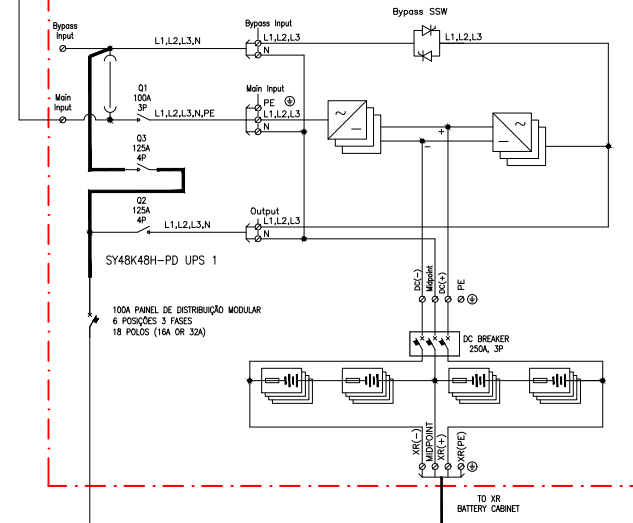 Bypass SSW
Bypass
Input
L1,L2,L3,N
Bypass Input
L1,L2,L3
N
L1,L2,L3
Main
Input
Q1
100A
3P
L1,L2,L3,N,PE
Main Input
PE
L1,L2,L3
N
~
–
~
–
+
–
Q3
125A
4P
Q2
125A
4P
L1,L2,L3,N
Output
L1,L2,L3
N
SY48K48H-PD UPS 1
DC(-)
Midpoint
DC(+)
PE
100A PAINEL DE DISTRIBUIÇÃO MODULAR
6 POSIÇÕES 3 FASES
18 POLOS (16A OR 32A)
DC BREAKER
250A, 3P
XR(-)
MIDPOINT
XR(+)
XR(PE)
TO XR
BATTERY CABINET